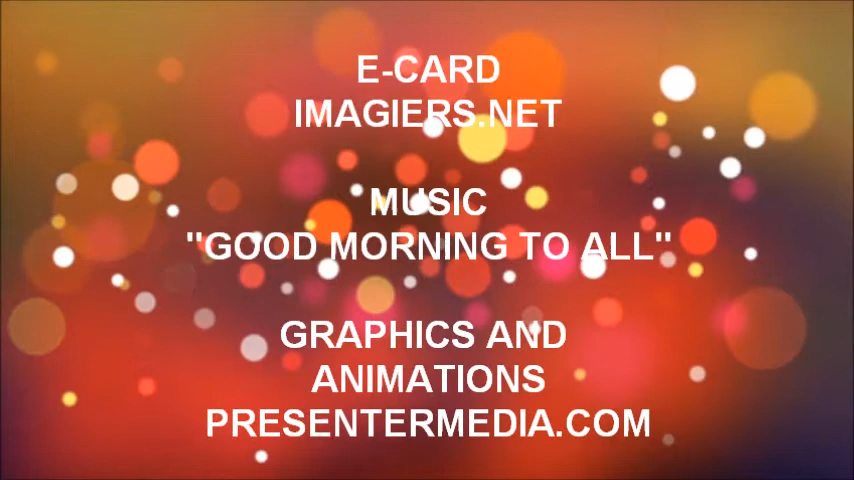 E-CARD
IMAGIERS.NET
MUSIC
"GOOD MORNING TO ALL"
GRAPHICS AND
ANIMATIONS
PRESENTERMEDIA.COM